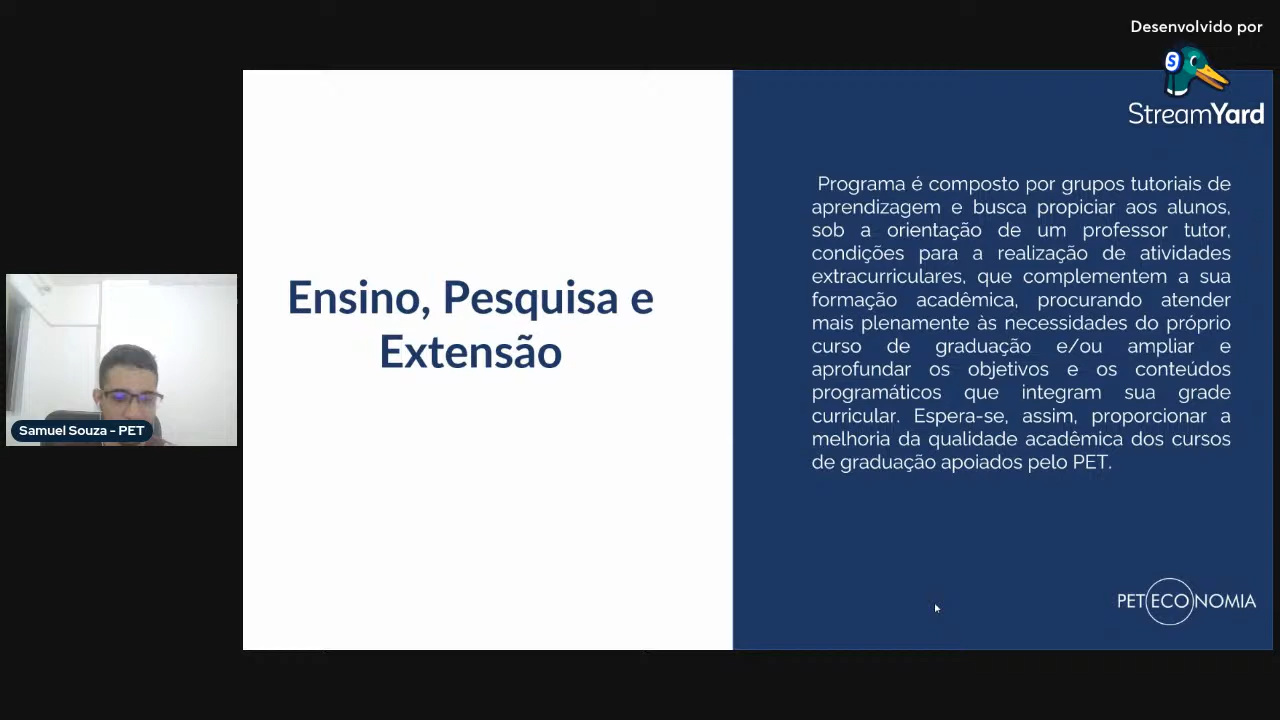 Desenvolvido por
S
StreamYard
Ensino, Pesquisa e
Extensão
Programa é composto por grupos tutoriais de
aprendizagem e busca propiciar aos alunos,
sob a orientação de um professor tutor,
condições para a realização de atividades
extracurriculares, que complementem a sua
formação acadêmica, procurando atender
mais plenamente às necessidades do próprio
curso de graduação e/ou ampliar e
aprofundar os objetivos e os conteúdos
programáticos que integram sua grade
curricular. Espera-se, assim, proporcionar a
melhoria da qualidade acadêmica dos cursos
de graduação apoiados pelo PET.
Samuel Souza - PET
PET ECONOMIA